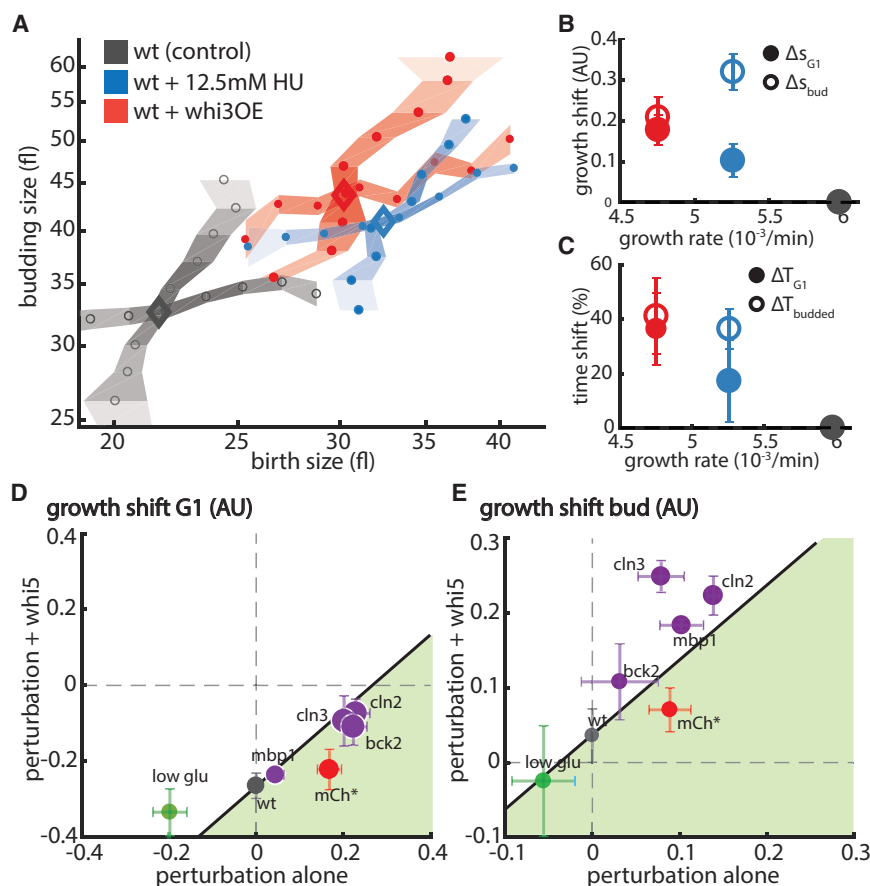 A
wt (control)
wt + 12.5mM HU
wt + whi3OE
budding size (fl)
60
55
50
45
40
35
30
25
20
25
30
35
40
birth size (fl)
B
growth shift (AU)
0.4
0.3
0.2
0.1
0
ΔsG1
Δsbud
4.5
5
5.5
6
growth rate (10-3/min)
C
time shift (%)
60
40
20
0
ΔTG1
ΔTbudded
4.5
5
5.5
6
growth rate (10-3/min)
D
growth shift G1 (AU)
perturbation + whi5
0.4
0.2
0
-0.2
-0.4
cln3
cln2
bck2
mbp1
low glu
wt
mCh*
-0.4
-0.2
0
0.2
0.4
perturbation alone
E
growth shift bud (AU)
perturbation + whi5
0.3
0.2
0.1
0
-0.1
cln3
cln2
mbp1
bck2
wt
mCh*
low glu
-0.1
0
0.1
0.2
0.3
perturbation alone